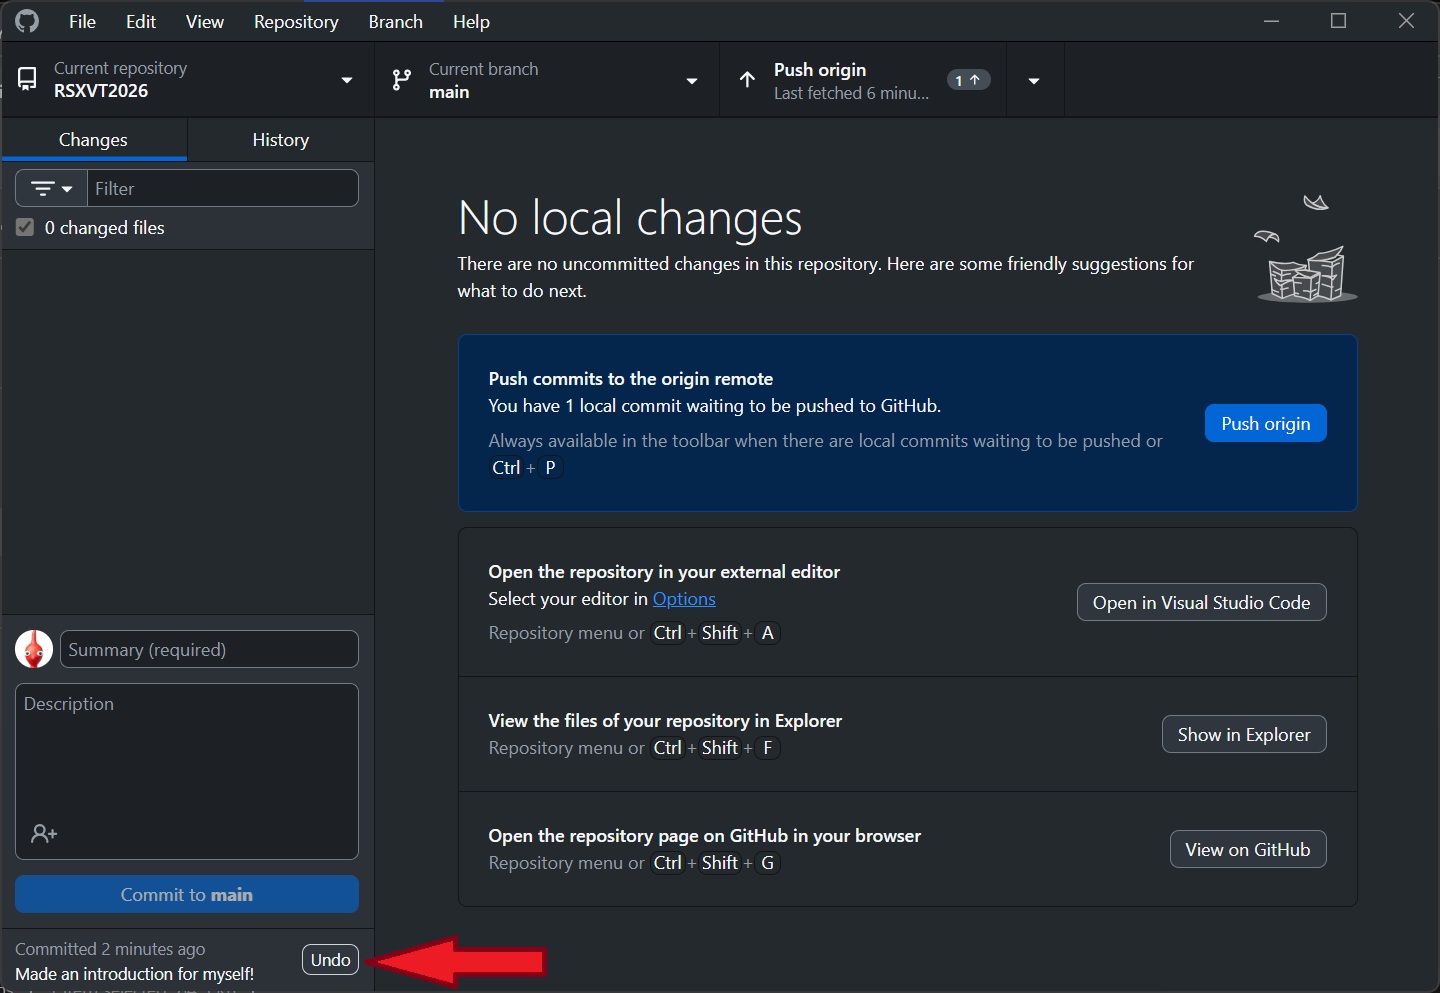 File Edit View Repository Branch Help
Current repository
RSXVT2026
Current branch
main
Push origin
Last fetched 6 minu...
1
Changes
History
Filter
0 changed files
No local changes
There are no uncommitted changes in this repository. Here are some friendly suggestions for
what to do next.
Push commits to the origin remote
You have 1 local commit waiting to be pushed to GitHub.
Always available in the toolbar when there are local commits waiting to be pushed or
Ctrl + P
Push origin
Open the repository in your external editor
Select your editor in Options
Repository menu or Ctrl + Shift + A
Open in Visual Studio Code
View the files of your repository in Explorer
Repository menu or Ctrl + Shift + F
Show in Explorer
Open the repository page on GitHub in your browser
Repository menu or Ctrl + Shift + G
View on GitHub
Summary (required)
Description
Commit to main
Committed 2 minutes ago
Made an introduction for myself!
Undo